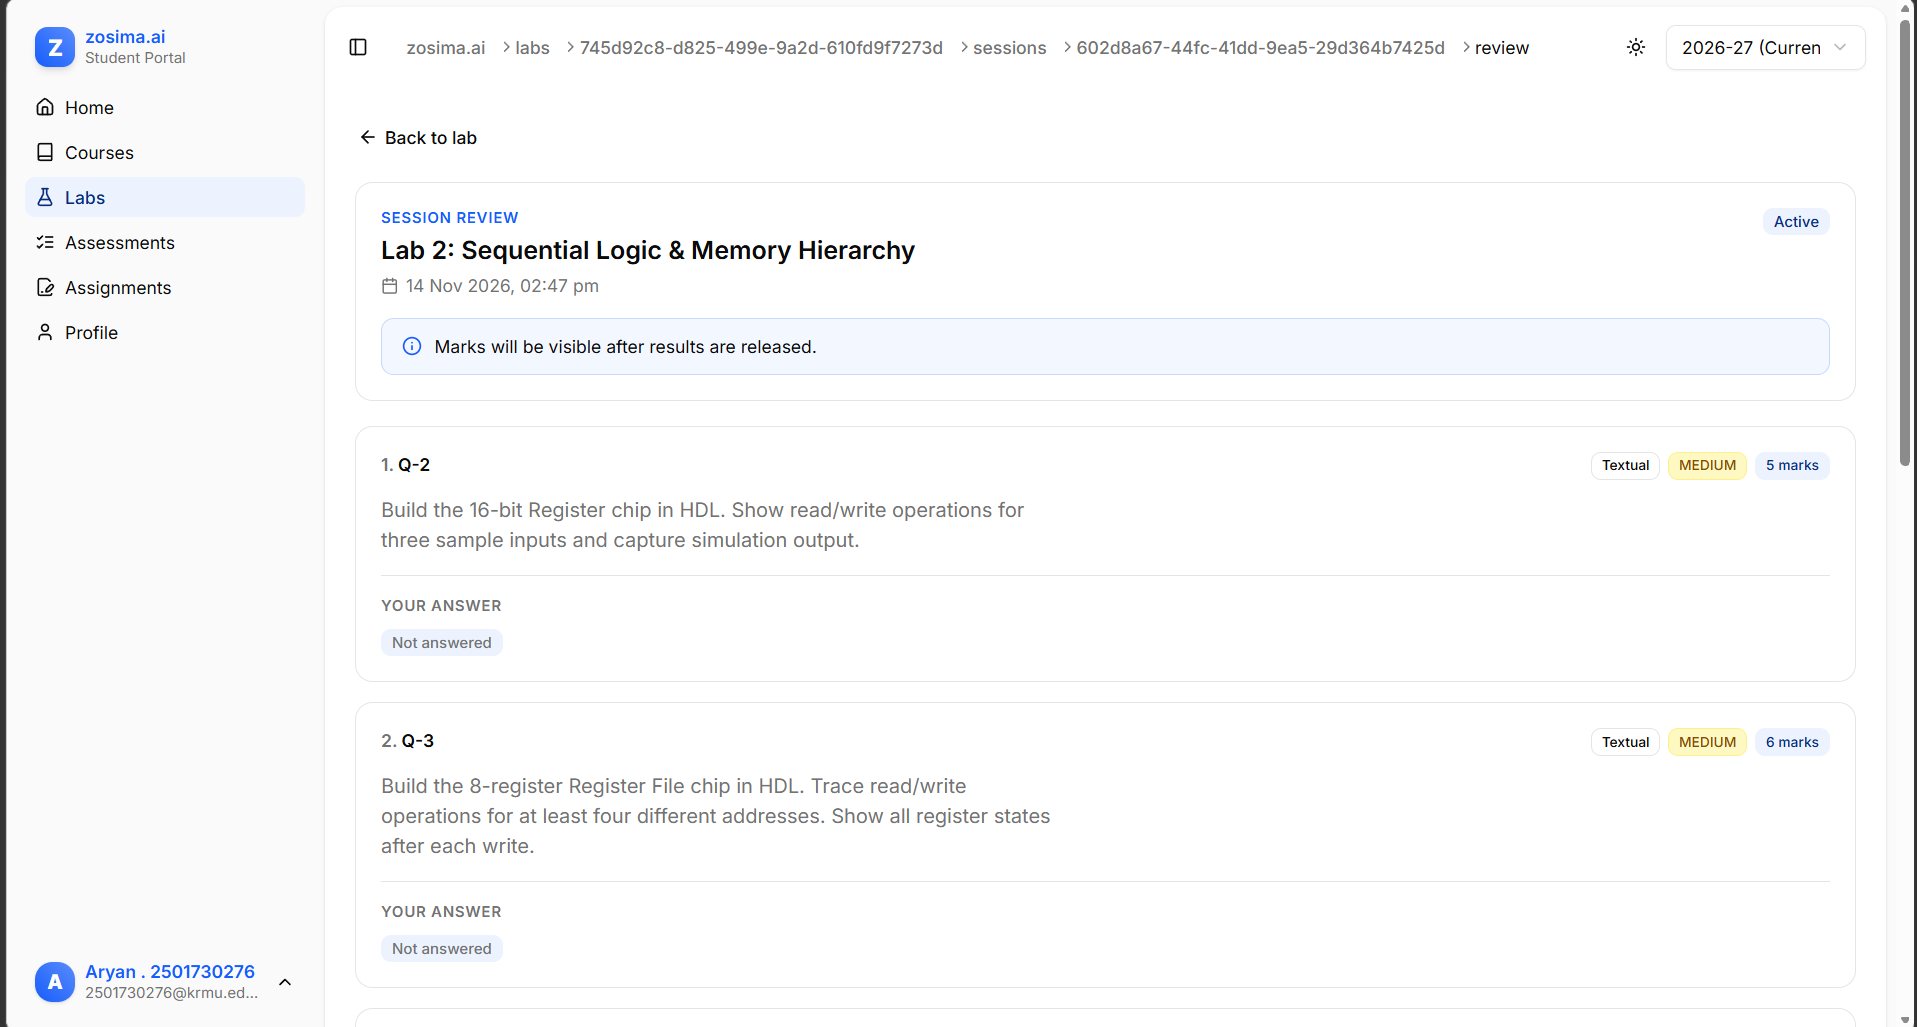 Z
zosima.ai
Student Portal
Home
Courses
Labs
Assessments
Assignments
Profile
Aryan . 2501730276
A
2501730276@krmu.ed...
zosima.ai > labs > 745d92c8-d825-499e-9a2d-610fd9f7273d > sessions > 602d8a67-44fc-41dd-9ea5-29d364b7425d > review
2026-27 (Curren
Back to lab
SESSION REVIEW
Active
Lab 2: Sequential Logic & Memory Hierarchy
14 Nov 2026, 02:47 pm
Marks will be visible after results are released.
1. Q-2
Textual MEDIUM 5 marks
Build the 16-bit Register chip in HDL. Show read/write operations for
three sample inputs and capture simulation output.
YOUR ANSWER
Not answered
2. Q-3
Textual MEDIUM 6 marks
Build the 8-register Register File chip in HDL. Trace read/write
operations for at least four different addresses. Show all register states
after each write.
YOUR ANSWER
Not answered